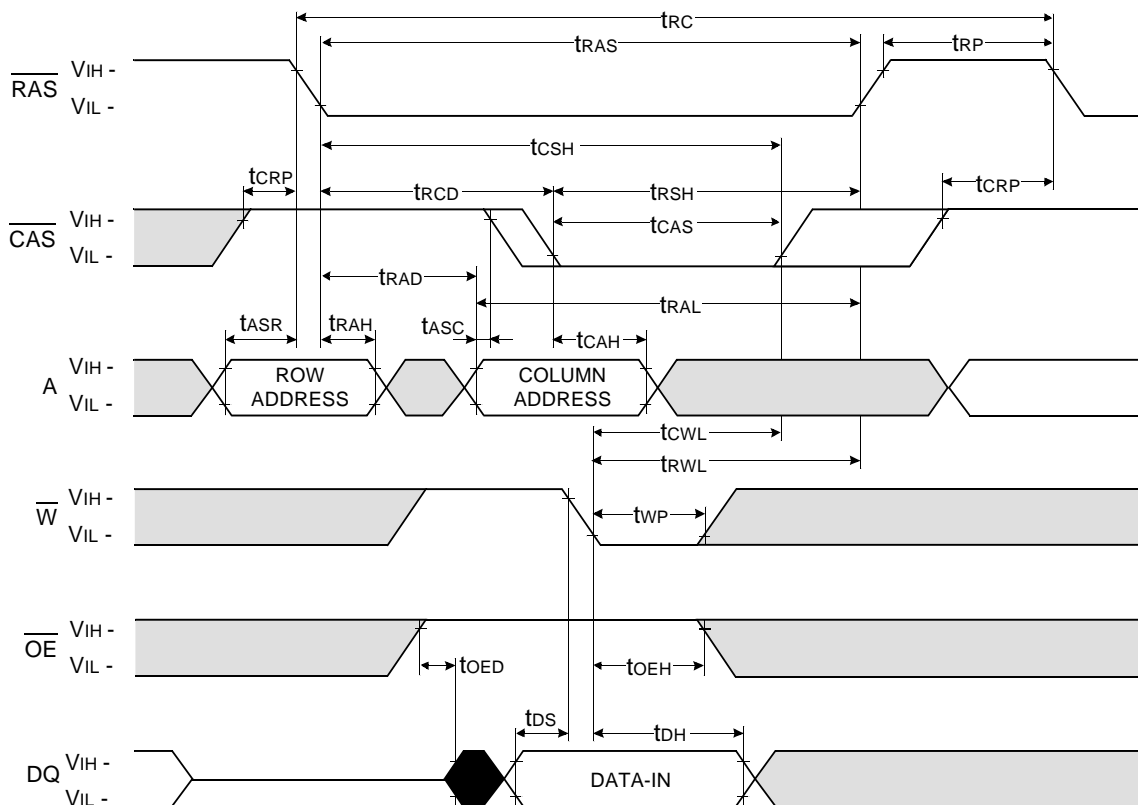 tRC
tRAS
tRP
RAS
VIH -
VIL -
tCSH
tCRP
tRCD
tRSH
tCRP
CAS
VIH -
VIL -
tCAS
tRAD
tRAL
tASR
tRAH
tASC
tCAH
A
VIH -
VIL -
ROW
ADDRESS
COLUMN
ADDRESS
tCWL
tRWL
W
VIH -
VIL -
tWP
OE
VIH -
VIL -
tOED
tOEH
tDS
tDH
DQ
VIH -
VIL -
DATA-IN